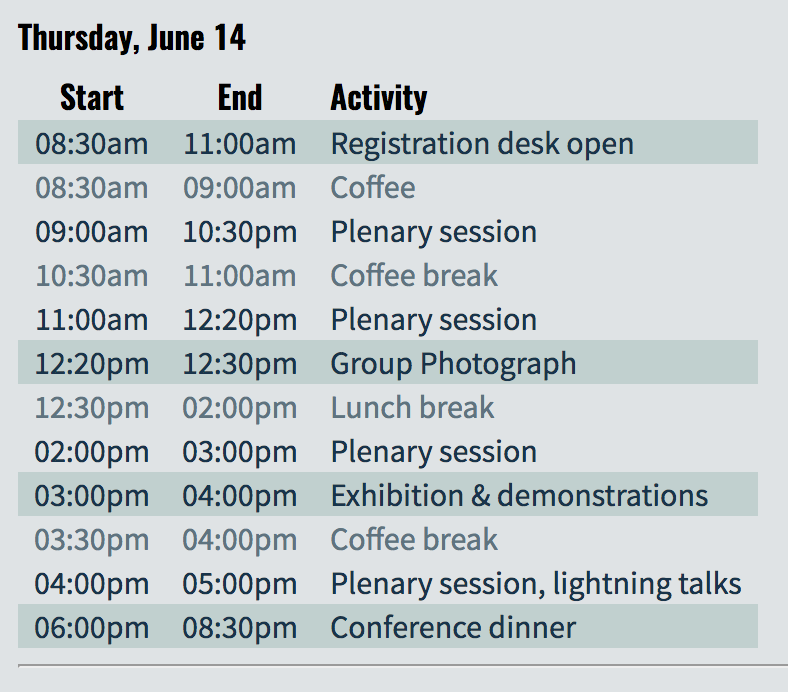 Thursday, June 14
Start End Activity
08:30am 11:00am Registration desk open
08:30am 09:00am Coffee
09:00am 10:30pm Plenary session
10:30am 11:00am Coffee break
11:00am 12:20pm Plenary session
12:20pm 12:30pm Group Photograph
12:30pm 02:00pm Lunch break
02:00pm 03:00pm Plenary session
03:00pm 04:00pm Exhibition & demonstrations
03:30pm 04:00pm Coffee break
04:00pm 05:00pm Plenary session, lightning talks
06:00pm 08:30pm Conference dinner